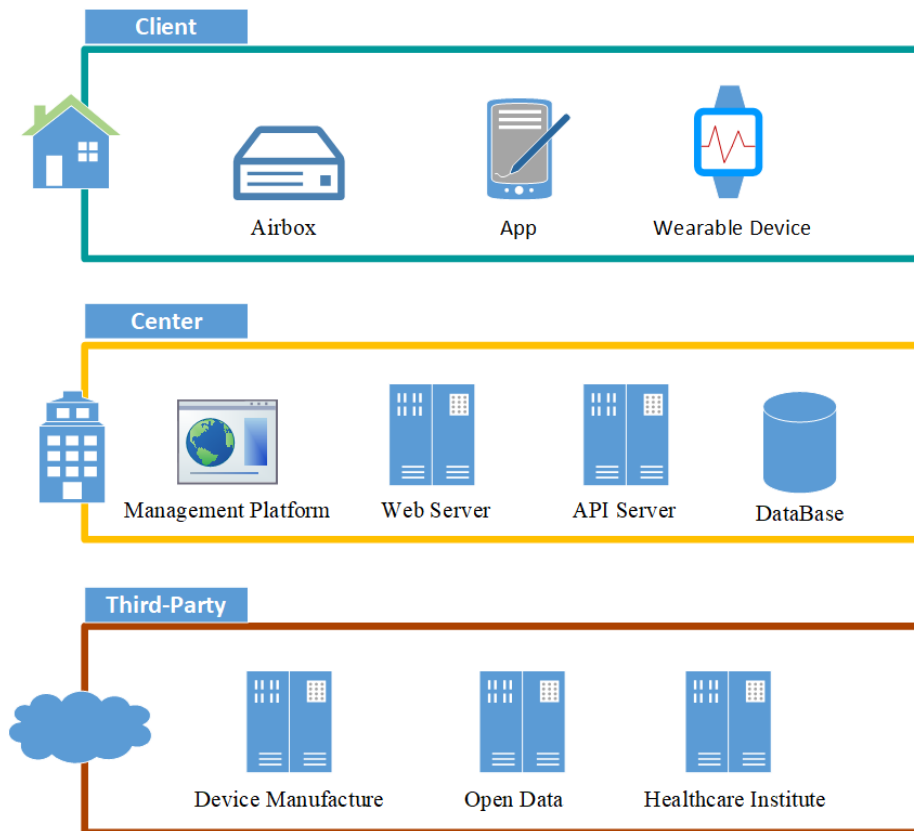 Client
Airbox
App
Wearable Device
Center
Management Platform
Web Server
API Server
DataBase
Third-Party
Device Manufacture
Open Data
Healthcare Institute